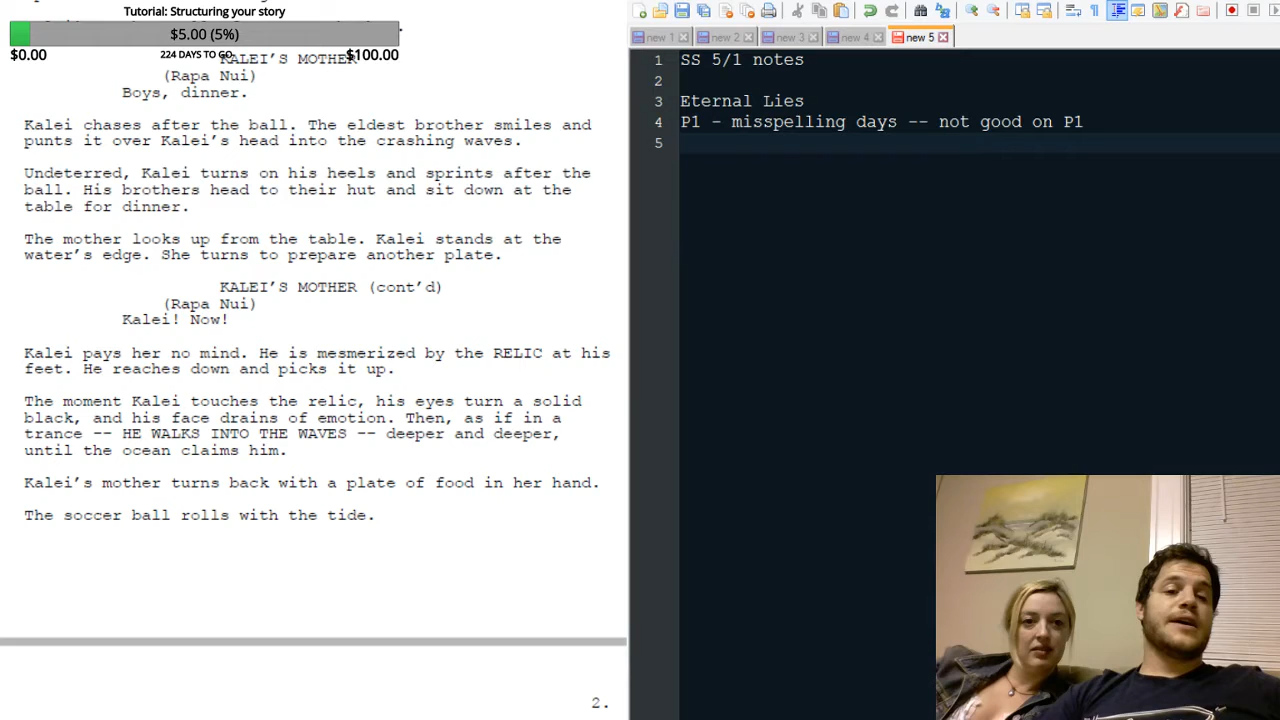 Tutorial: Structuring your story
$5.00 (5%)
$0.00
224 DAYS TO GO
$100.00
KALEI'S MOTHER
(Rapa Nui)
Boys, dinner.
Kalei chases after the ball. The eldest brother smiles and
punts it over Kalei's head into the crashing waves.
Undeterred, Kalei turns on his heels and sprints after the
ball. His brothers head to their hut and sit down at the
table for dinner.
The mother looks up from the table. Kalei stands at the
water's edge. She turns to prepare another plate.
KALEI'S MOTHER (cont'd)
(Rapa Nui)
Kalei! Now!
Kalei pays her no mind. He is mesmerized by the RELIC at his
feet. He reaches down and picks it up.
The moment Kalei touches the relic, his eyes turn a solid
black, and his face drains of emotion. Then, as if in a
trance -- HE WALKS INTO THE WAVES -- deeper and deeper,
until the ocean claims him.
Kalei's mother turns back with a plate of food in her hand.
The soccer ball rolls with the tide.
2.
new 1
new 2
new 3
new 4
new 5
1 SS 5/1 notes
2
3 Eternal Lies
4 P1 - misspelling days -- not good on P1
5